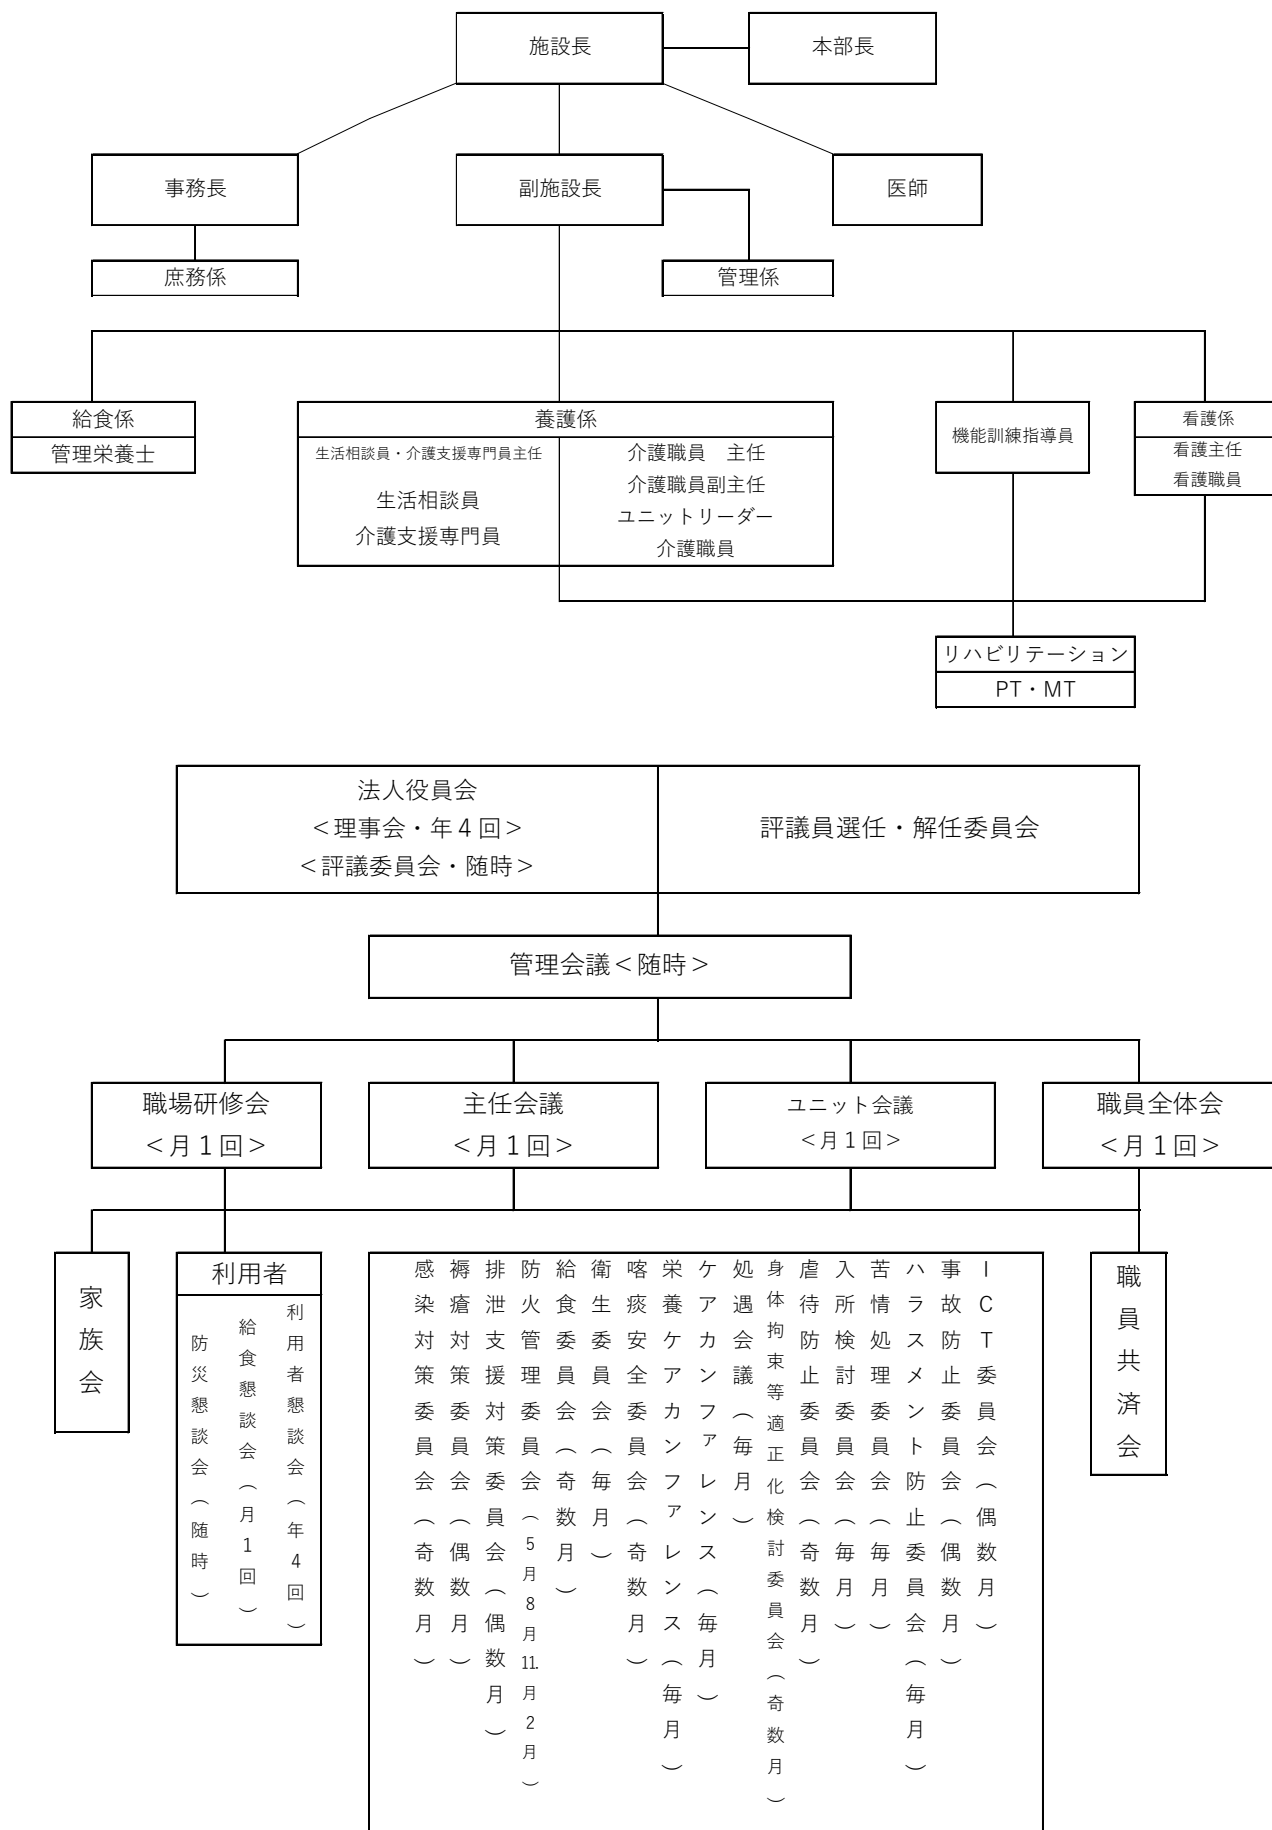 施設長
本部長
事務長
副施設長
医師
庶務係
管理係
給食係
管理栄養士
養護係
生活相談員・介護支援専門員主任
生活相談員
介護支援専門員
介護職員　主任
介護職員副主任
ユニットリーダー
介護職員
機能訓練指導員
看護係
看護主任
看護職員
リハビリテーション
PT・MT
法人役員会
＜理事会・年４回＞
＜評議委員会・随時＞
評議員選任・解任委員会
管理会議＜随時＞
職場研修会
＜月１回＞
主任会議
＜月１回＞
ユニット会議
＜月１回＞
職員全体会
＜月１回＞
家族会
利用者
利用者懇談会（年４回）
給食懇談会（月１回）
防災懇談会（随時）
ＩＣＴ委員会（偶数月）
事故防止委員会（偶数月）
ハラスメント防止委員会（毎月）
苦情処理委員会（毎月）
入所検討委員会（毎月）
虐待防止委員会（奇数月）
身体拘束等適正化検討委員会（奇数月）
処遇会議（毎月）
ケアカンファレンス（毎月）
栄養ケアカンファレンス（毎月）
喀痰安全委員会（奇数月）
衛生委員会（毎月）
給食委員会（奇数月）
防火管理委員会（5月8月11.月2月）
排泄支援対策委員会（偶数月）
褥瘡対策委員会（偶数月）
感染対策委員会（奇数月）
職員共済会